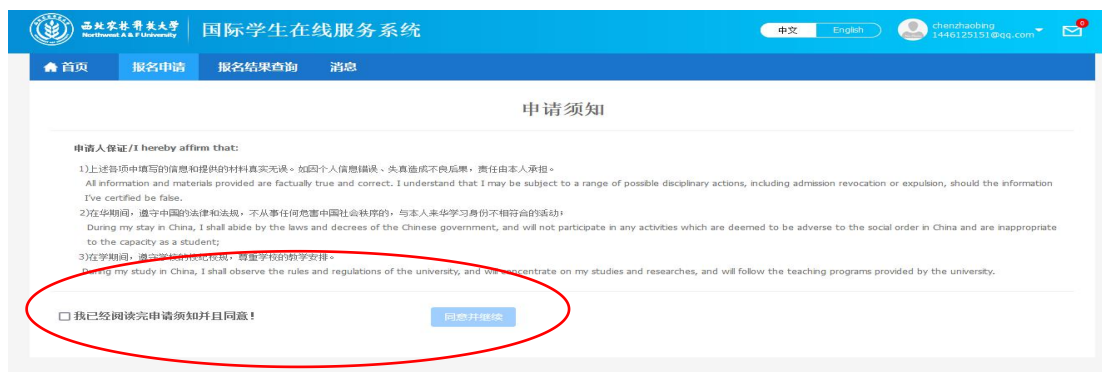 西北农林科技大学
Northwest A & F University
国际学生在线服务系统
中文 English
chenzhaobing
1446125151@qq.com
0
首页 报名申请 报名结果查询 消息
申请须知
申请人保证/I hereby affirm that:
1)上述各项中填写的信息和提供的材料真实无误。如因个人信息错误、失真造成不良后果，责任由本人承担。
All information and materials provided are factually true and correct. I understand that I may be subject to a range of possible disciplinary actions, including admission revocation or expulsion, should the information
I've certified be false.
2)在华期间，遵守中国的法律和法规，不从事任何危害中国社会秩序的，与本人来华学习身份不相符合的活动;
During my stay in China, I shall abide by the laws and decrees of the Chinese government, and will not participate in any activities which are deemed to be adverse to the social order in China and are inappropriate
to the capacity as a student;
3)在学期间，遵守学校的校纪校规，尊重学校的教学安排。
During my study in China, I shall observe the rules and regulations of the university, and will concentrate on my studies and researches, and will follow the teaching programs provided by the university.
我已经阅读完申请须知并且同意! 同意并继续